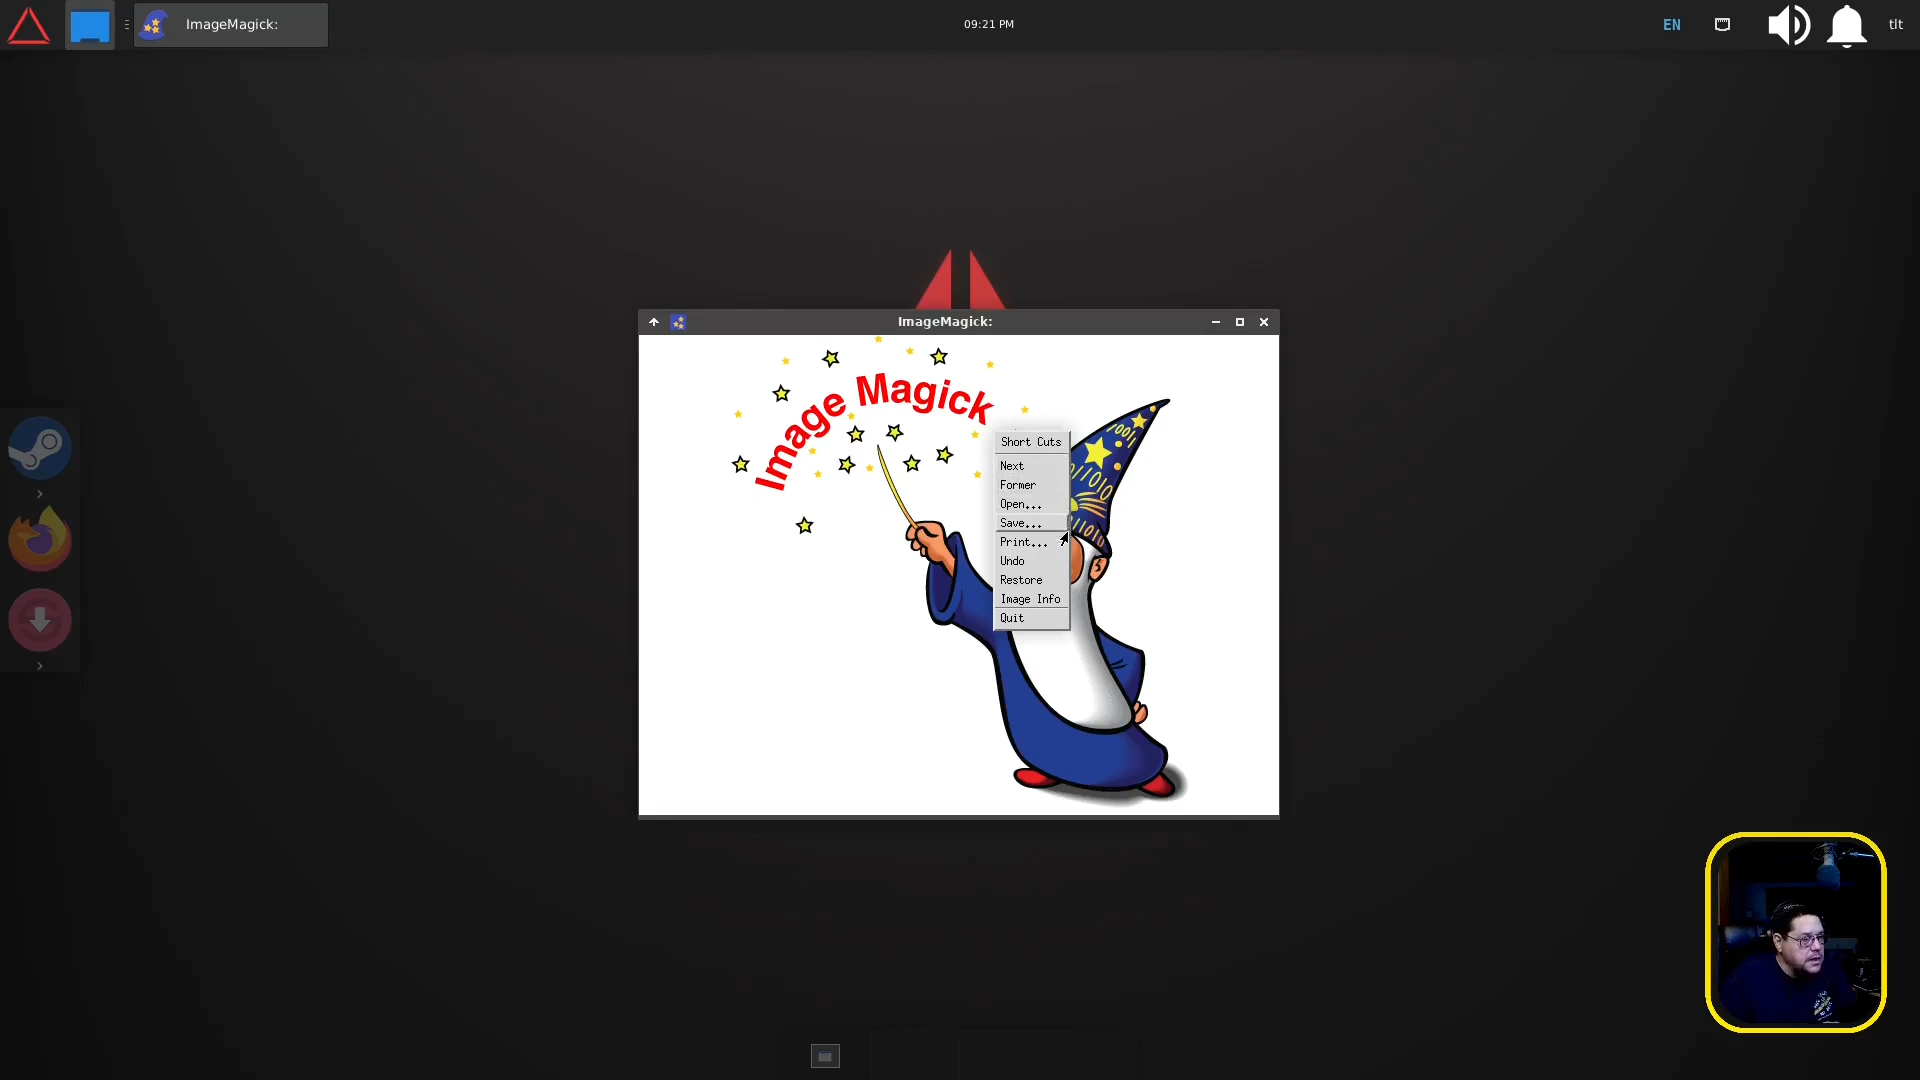 ImageMagick:
09:21 PM
EN
tlt
ImageMagick:
Image Magick
Short Cuts
Next
Former
Open...
Save...
Print...
Undo
Restore
Image Info
Quit